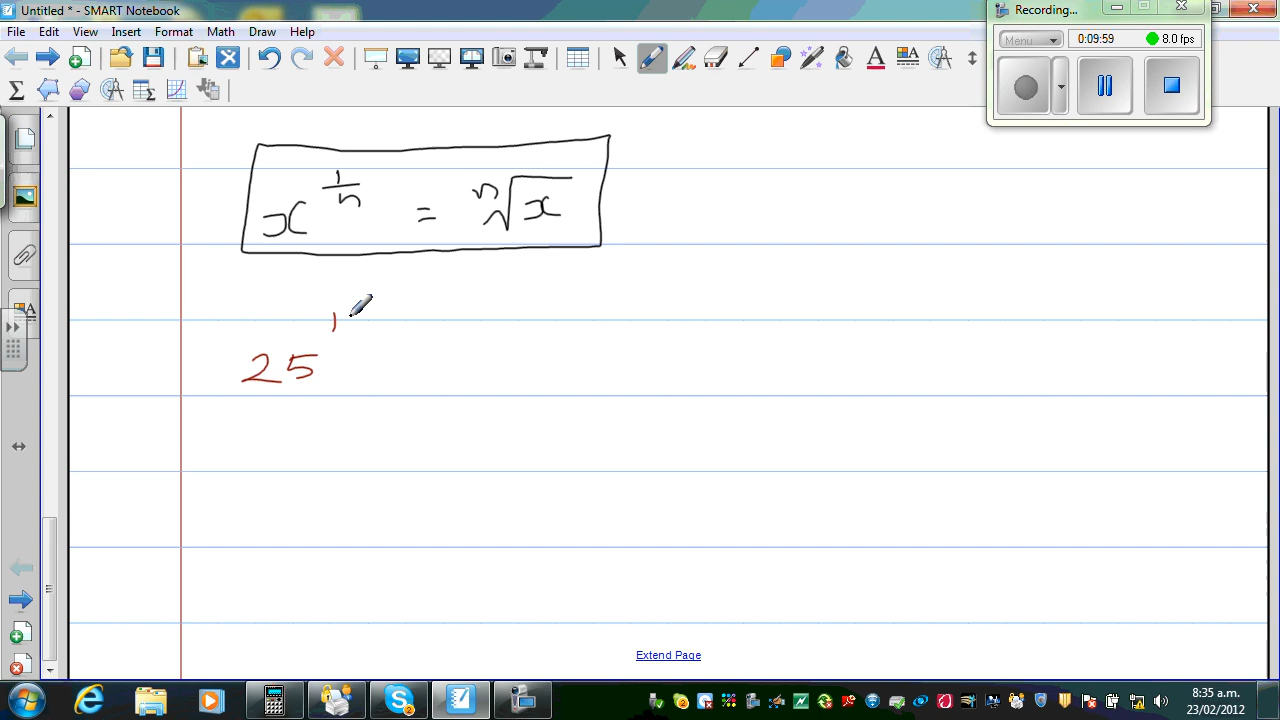 Untitled * - SMART Notebook
Recording...
File Edit View Insert Format Math Draw Help
Menu 0:09:59 8.0 fps
x^{1/n} = ⁿ√x
25^1
Extend Page
8:35 a.m.
23/02/2012